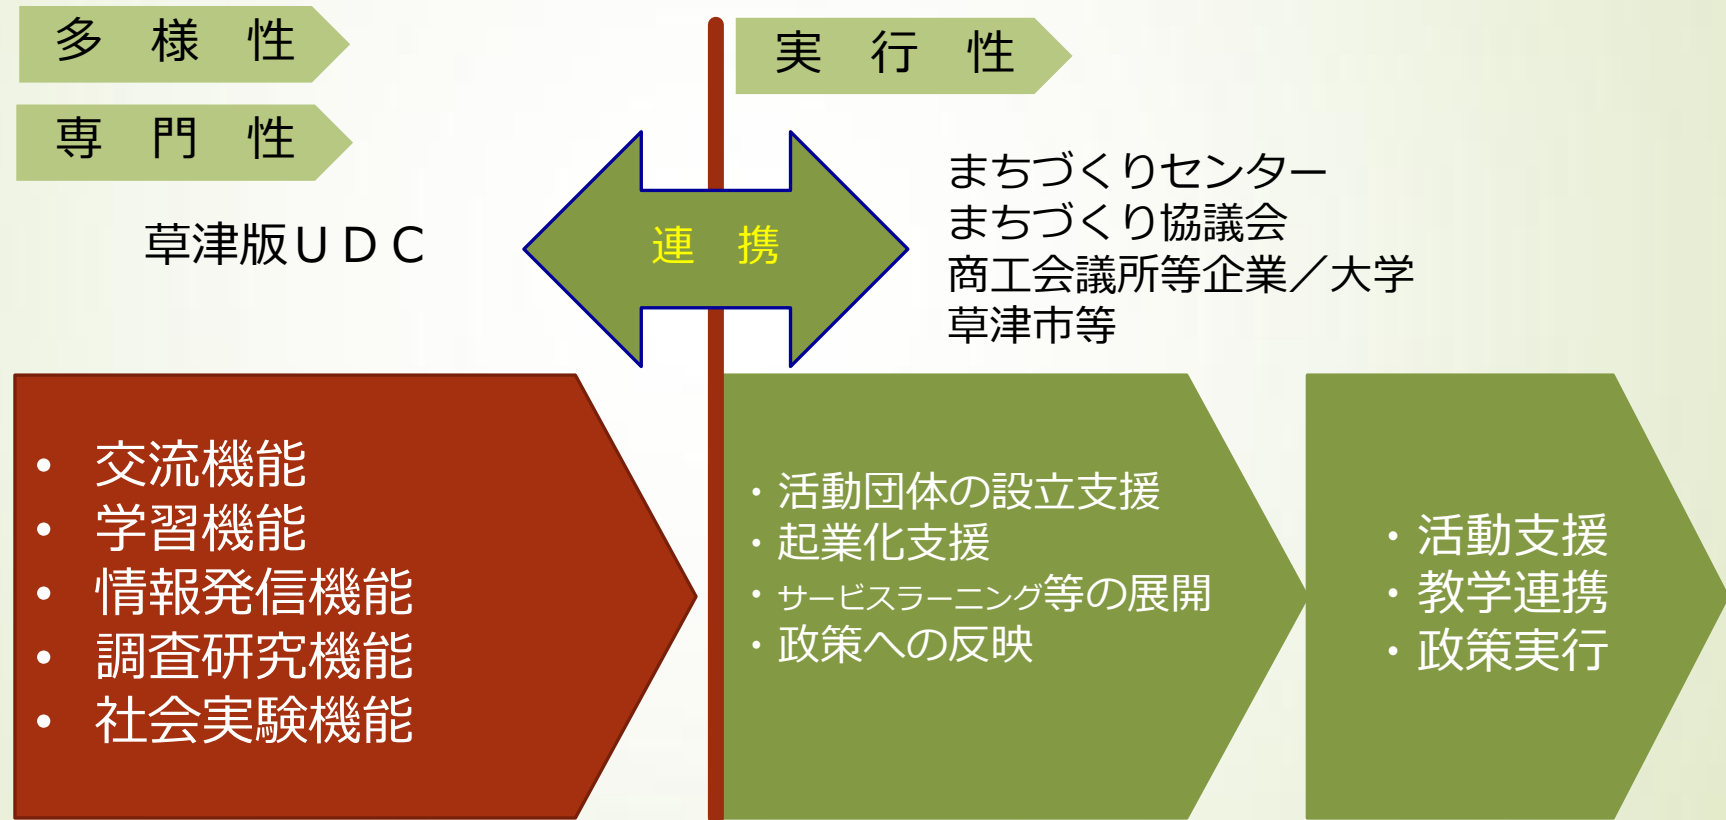 多 様 性
専 門 性
草津版ＵＤＣ
連 携
実 行 性
まちづくりセンター
まちづくり協議会
商工会議所等企業／大学
草津市等
• 交流機能
• 学習機能
• 情報発信機能
• 調査研究機能
• 社会実験機能
・活動団体の設立支援
・起業化支援
・サービスラーニング等の展開
・政策への反映
・活動支援
・教学連携
・政策実行